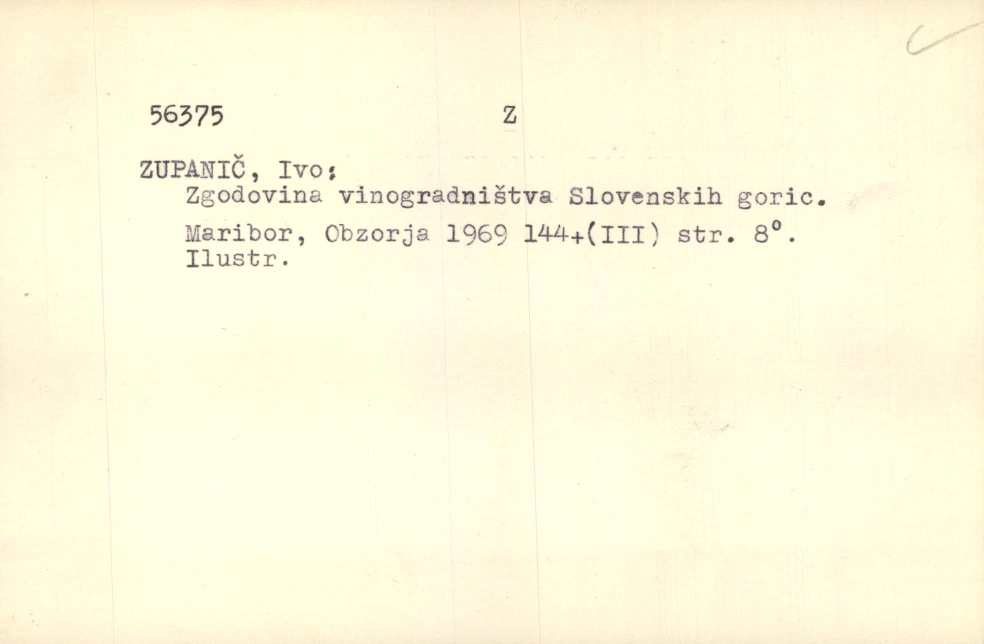 56375 Z
ZUPANIČ, Ivo:
Zgodovina vinogradništva Slovenskih goric.
Maribor, Obzorja 1969 144+(III) str. 8°.
Ilustr.